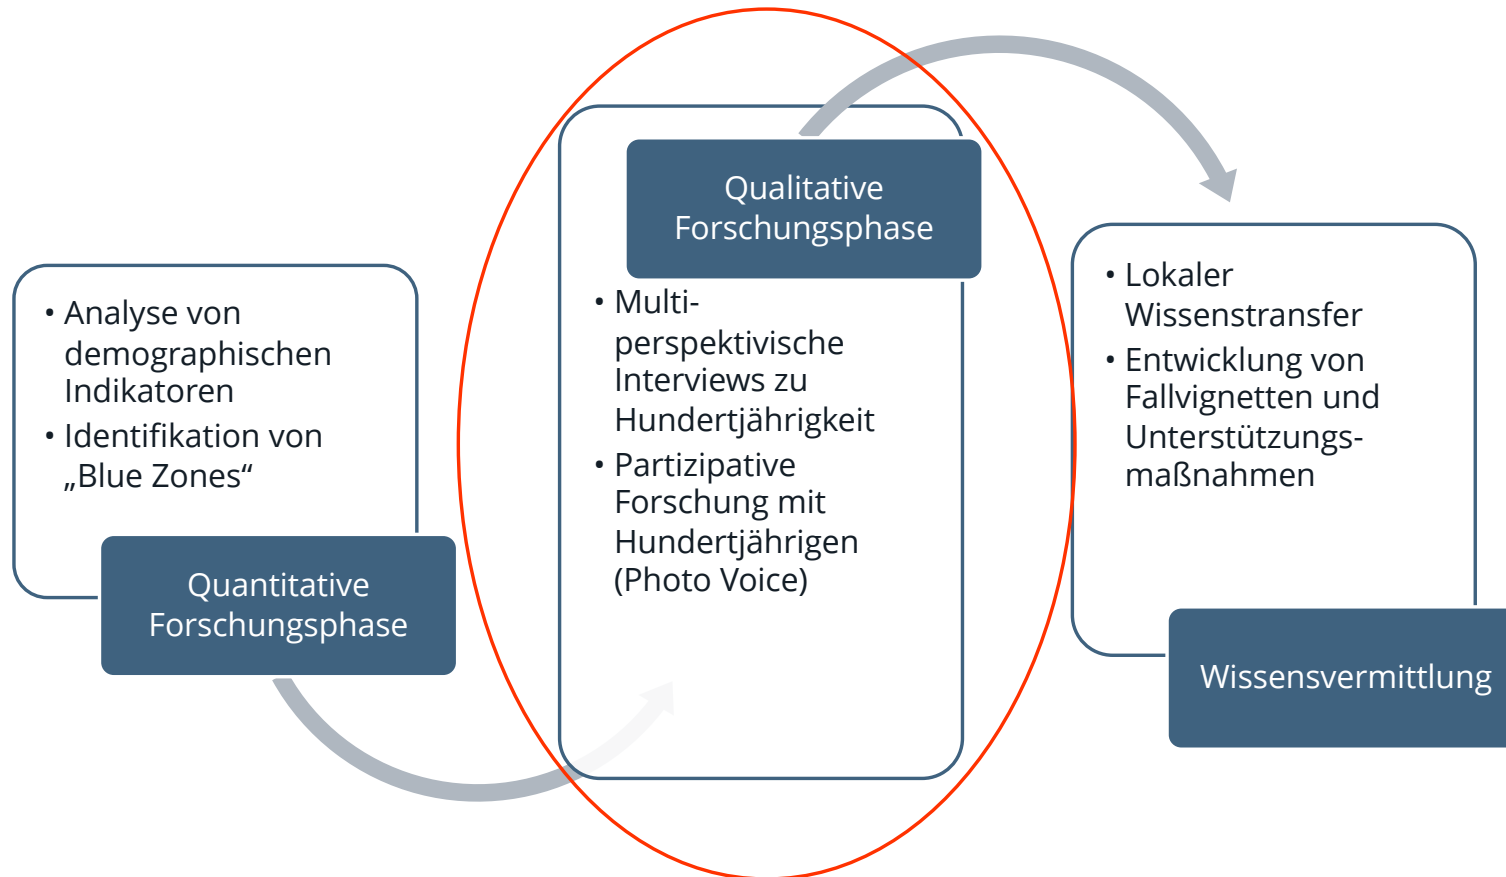 • Analyse von
demographischen
Indikatoren
• Identifikation von
„Blue Zones“
Quantitative
Forschungsphase
Qualitative
Forschungsphase
• Multi-
perspektivische
Interviews zu
Hundertjährigkeit
• Partizipative
Forschung mit
Hundertjährigen
(Photo Voice)
• Lokaler
Wissenstransfer
• Entwicklung von
Fallvignetten und
Unterstützungs-
maßnahmen
Wissensvermittlung